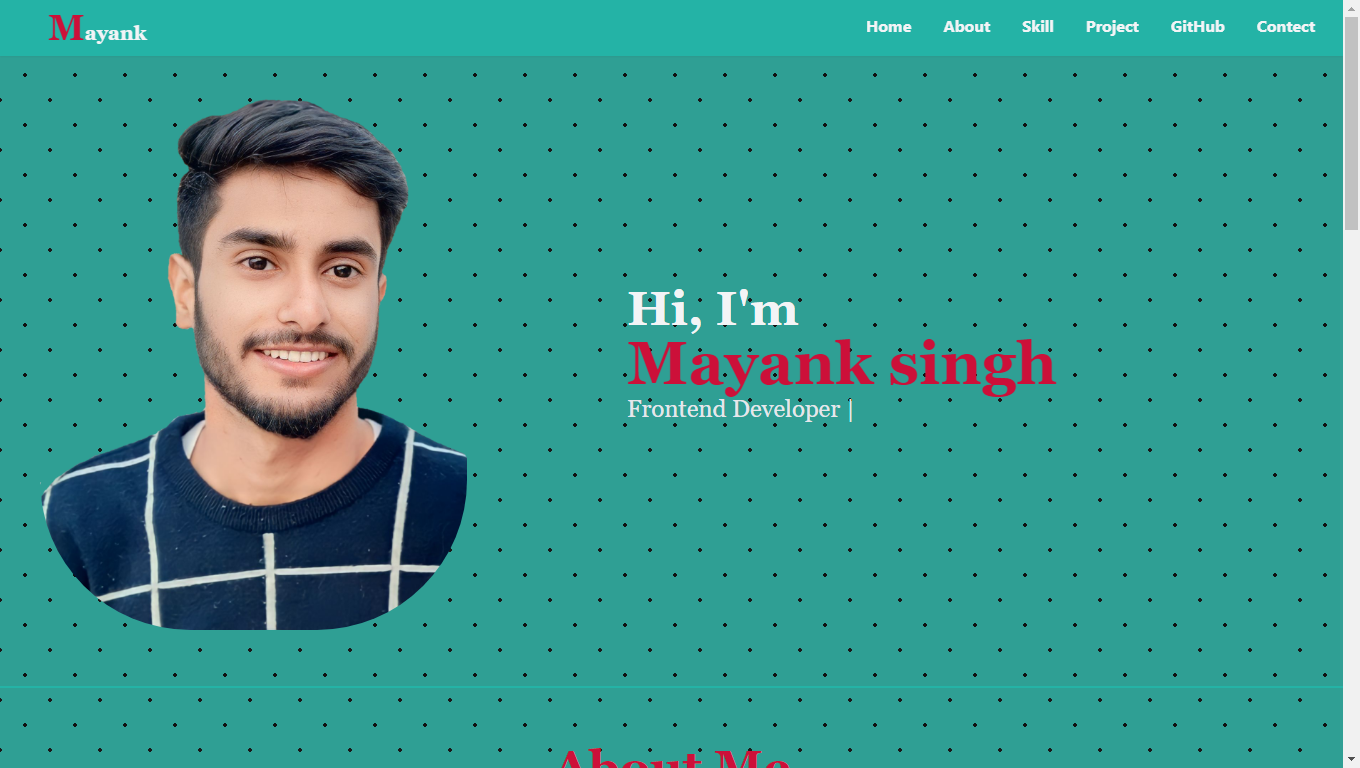 Mayank
Home About Skill Project GitHub Contect
Hi, I'm
Mayank singh
Frontend Developer |
About Me